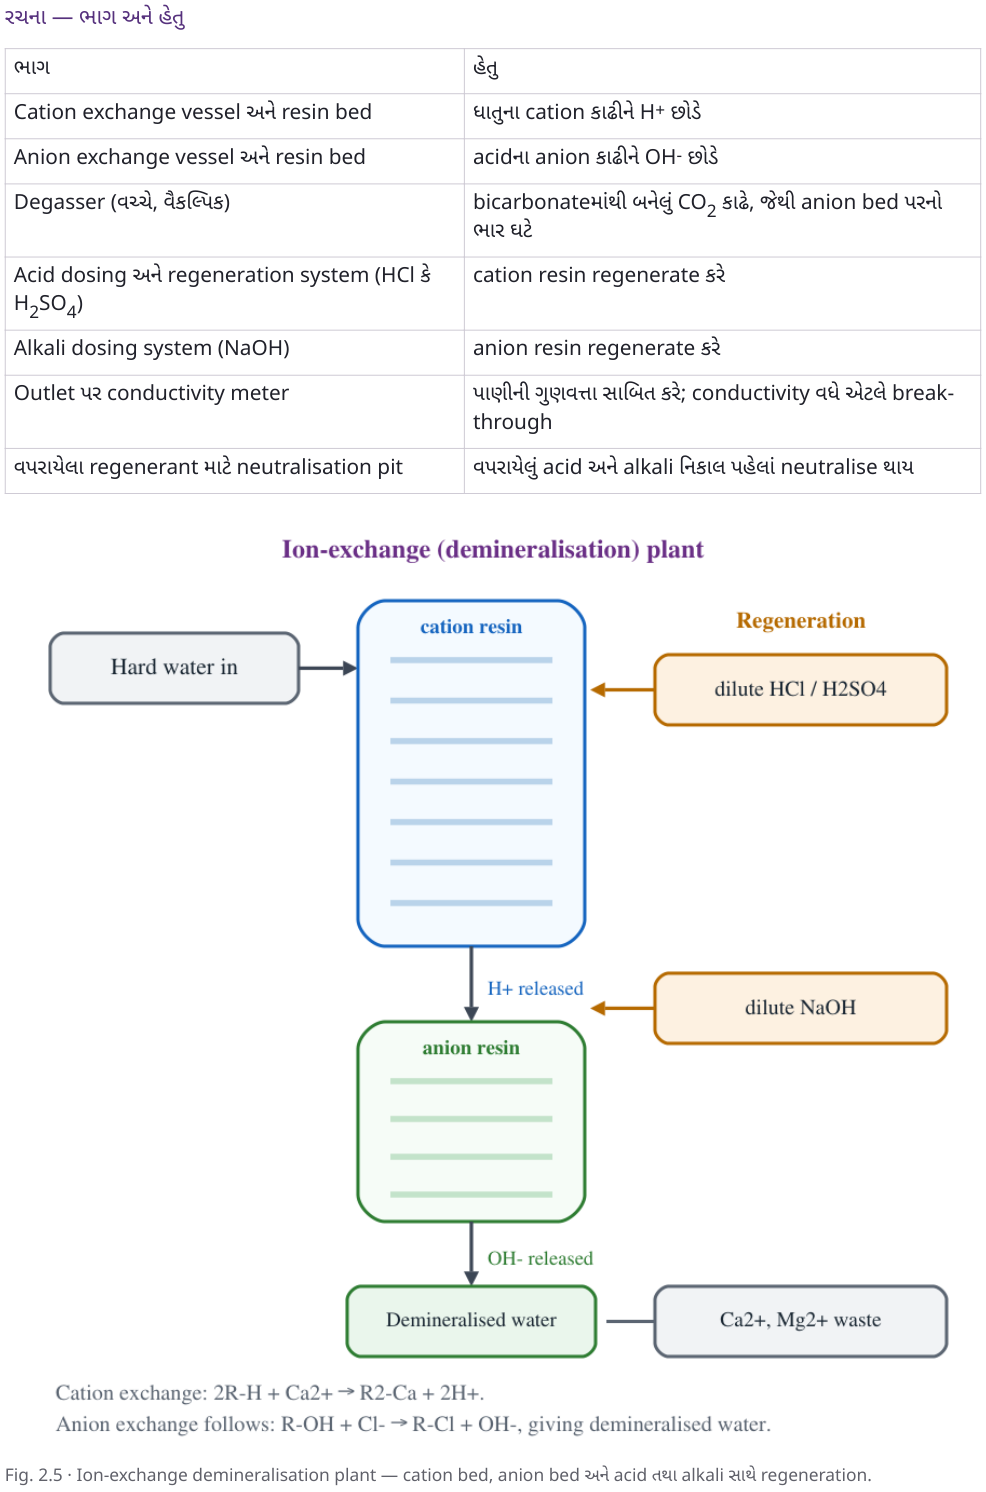 રચના — ભાગ અને હેતુ
ભાગ
હેતુ
Cation exchange vessel અને resin bed
ધાતુના cation કાઢીને H⁺ છોડે
Anion exchange vessel અને resin bed
acidના anion કાઢીને OH⁻ છોડે
Degasser (વચ્ચે, વૈકલ્પિક)
bicarbonateમાંથી બનેલું CO₂ કાઢે, જેથી anion bed પરનો
ભાર ઘટે
Acid dosing અને regeneration system (HCl કે
H₂SO₄)
cation resin regenerate કરે
Alkali dosing system (NaOH)
anion resin regenerate કરે
Outlet પર conductivity meter
પાણીની ગુણવત્તા સાબિત કરે; conductivity વધે એટલે break-
through
વપરાયેલા regenerant માટે neutralisation pit
વપરાયેલું acid અને alkali નિકાલ પહેલાં neutralise થાય
Ion-exchange (demineralisation) plant
Hard water in
cation resin
Regeneration
dilute HCl / H2SO4
H+ released
dilute NaOH
anion resin
OH- released
Demineralised water
Ca2+, Mg2+ waste
Cation exchange: 2R-H + Ca2+ → R2-Ca + 2H+.
Anion exchange follows: R-OH + Cl- → R-Cl + OH-, giving demineralised water.
Fig. 2.5 · Ion-exchange demineralisation plant — cation bed, anion bed અને acid તથા alkali સાથે regeneration.